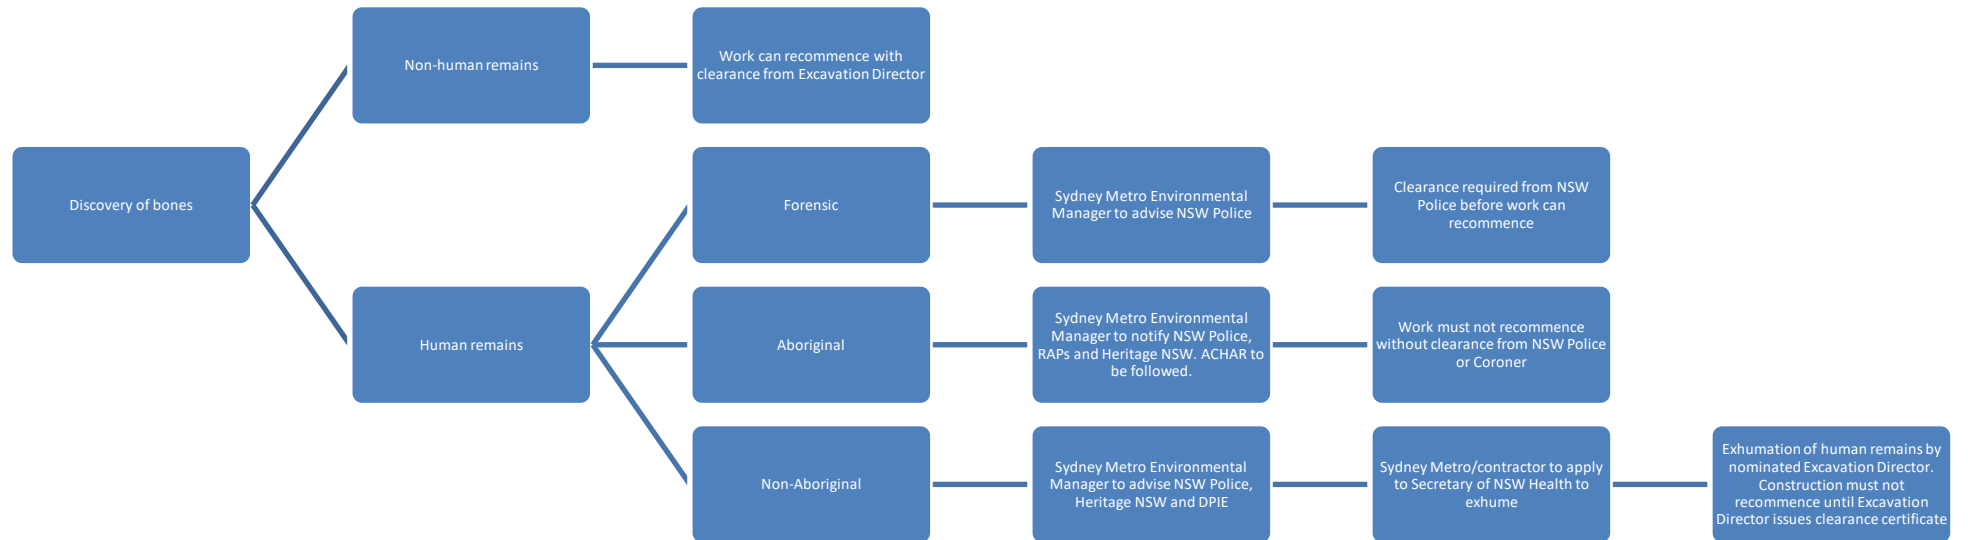 Discovery of bones
Non-human remains
Work can recommence with
clearance from Excavation Director
Human remains
Forensic
Sydney Metro Environmental
Manager to advise NSW Police
Clearance required from NSW
Police before work can
recommence
Aboriginal
Sydney Metro Environmental
Manager to notify NSW Police,
RAPs and Heritage NSW. ACHAR to
be followed.
Work must not recommence
without clearance from NSW Police
or Coroner
Non-Aboriginal
Sydney Metro Environmental
Manager to advise NSW Police,
Heritage NSW and DPIE
Sydney Metro/contractor to apply
to Secretary of NSW Health to
exhume
Exhumation of human remains by
nominated Excavation Director.
Construction must not
recommence until Excavation
Director issues clearance certificate